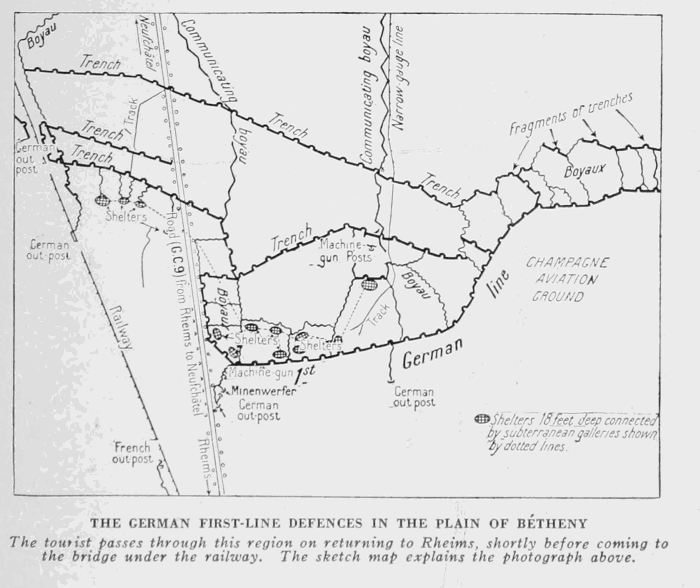 Boyau
Neufchâtel
Communicating
boyau
Communicating boyau
Narrow gauge line
Trench
Track
Trench
Trench
Trench
Trench
Fragments of trenches
Boyaux
German
out
post
Shelters
German
out-post
Road (G.C.9) from Rheims to Neufchâtel
Trench
Machine-
gun Posts
Boyau
Boyau
Track
line
CHAMPAGNE
AVIATION
GROUND
Railway
Shelters
Shelters
Machine-gun
1st
German
Minenwerfer
German
out-post
German
out post
French
out post
Rheims
Shelters 18 feet deep connected
by subterranean galleries shown
by dotted lines.
THE GERMAN FIRST-LINE DEFENCES IN THE PLAIN OF BÉTHENY
The tourist passes through this region on returning to Rheims, shortly before coming to
the bridge under the railway. The sketch map explains the photograph above.